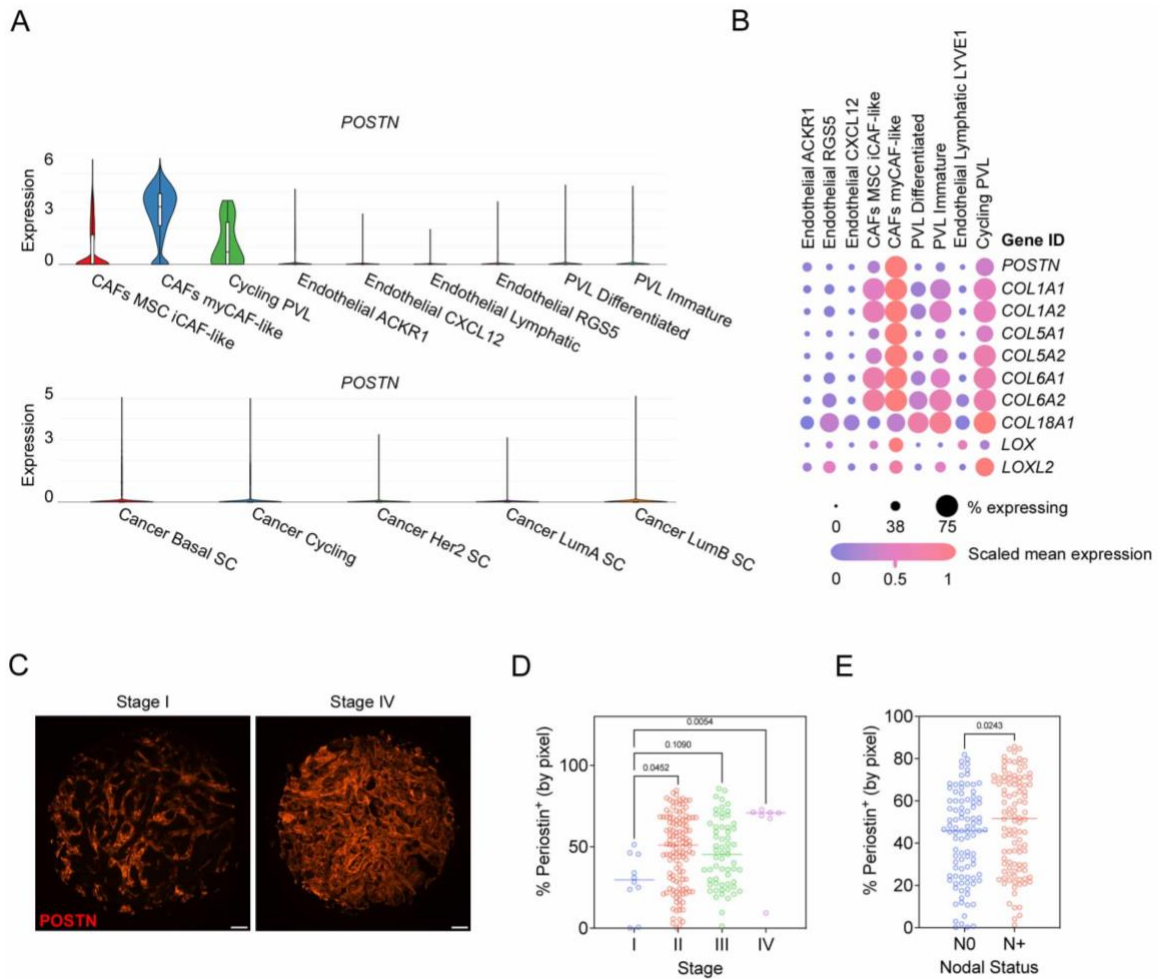 A
POSTN
Expression
6
3
0
CAFs MSC iCAF-like
CAFs myCAF-like
Cycling PVL
Endothelial ACKR1
Endothelial CXCL12
Endothelial Lymphatic
Endothelial RGS5
PVL Differentiated
PVL Immature
POSTN
Expression
5
3
0
Cancer Basal SC
Cancer Cycling
Cancer Her2 SC
Cancer LumA SC
Cancer LumB SC
B
Endothelial ACKR1
Endothelial RGS5
Endothelial CXCL12
CAFs MSC iCAF-like
CAFs myCAF-like
PVL Differentiated
PVL Immature
Endothelial Lymphatic LYVE1
Cycling PVL
Gene ID
POSTN
COL1A1
COL1A2
COL5A1
COL5A2
COL6A1
COL6A2
COL18A1
LOX
LOXL2
% expressing
0 38 75
Scaled mean expression
0 0.5 1
C
Stage I
Stage IV
POSTN
D
% Periostin+ (by pixel)
100
50
0
0.0054
0.1090
0.0452
I II III IV
Stage
E
% Periostin+ (by pixel)
100
80
60
40
20
0
0.0243
N0 N+
Nodal Status